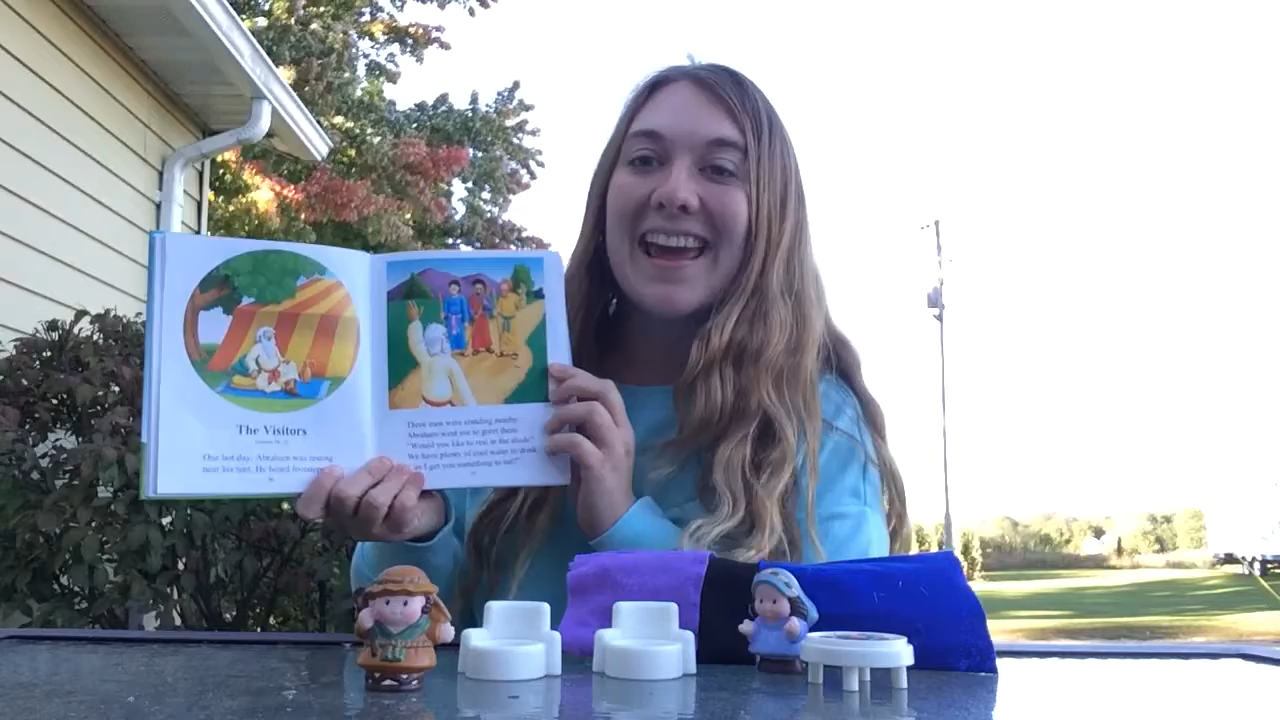 The Visitors
One hot day, Abraham was resting
near his tent. He heard footsteps
Three men were standing nearby.
Abraham went out to greet them.
"Would you like to rest in the shade?
We have plenty of cool water to drink.
I get you something to eat?"